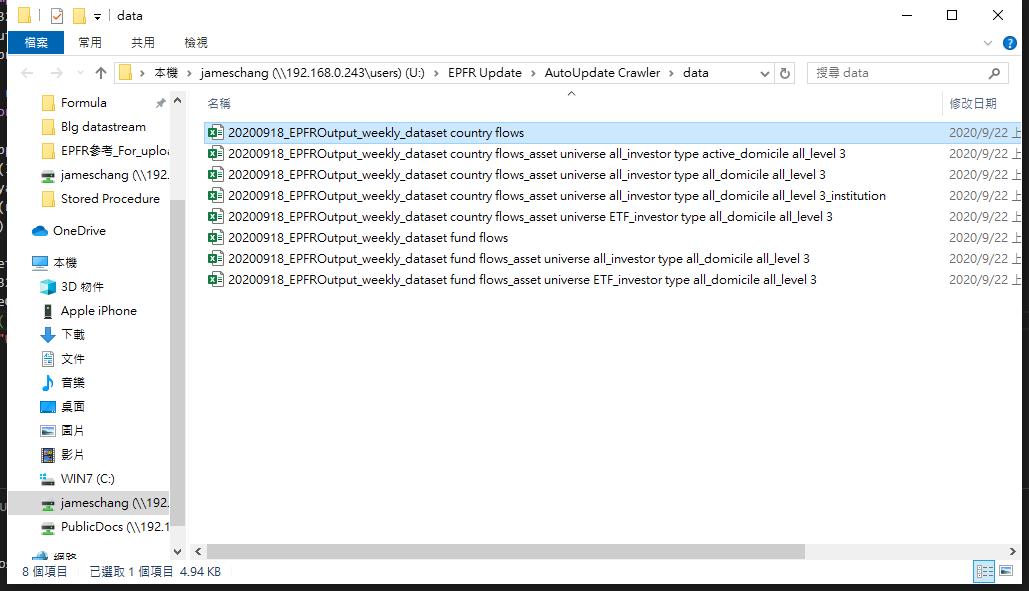 data
檔案 常用 共用 檢視
本機 jameschang (\\192.168.0.243\users) (U:) EPFR Update AutoUpdate Crawler data 搜尋 data
名稱 修改日期
Formula
Blg datastream
EPFR參考_For_uploa
jameschang (\\192.
Stored Procedure
OneDrive
本機
3D 物件
Apple iPhone
下載
文件
音樂
桌面
圖片
影片
WIN7 (C:)
jameschang (\\192.
PublicDocs (\\192.1
網路
20200918_EPFROutput_weekly_dataset country flows 2020/9/22 上
20200918_EPFROutput_weekly_dataset country flows_asset universe all_investor type active_domicile all_level 3 2020/9/22 上
20200918_EPFROutput_weekly_dataset country flows_asset universe all_investor type all_domicile all_level 3 2020/9/22 上
20200918_EPFROutput_weekly_dataset country flows_asset universe all_investor type all_domicile all_level 3_institution 2020/9/22 上
20200918_EPFROutput_weekly_dataset country flows_asset universe ETF_investor type all_domicile all_level 3 2020/9/22 上
20200918_EPFROutput_weekly_dataset fund flows 2020/9/22 上
20200918_EPFROutput_weekly_dataset fund flows_asset universe all_investor type all_domicile all_level 3 2020/9/22 上
20200918_EPFROutput_weekly_dataset fund flows_asset universe ETF_investor type all_domicile all_level 3 2020/9/22 上
8 個項目 已選取 1 個項目 4.94 KB